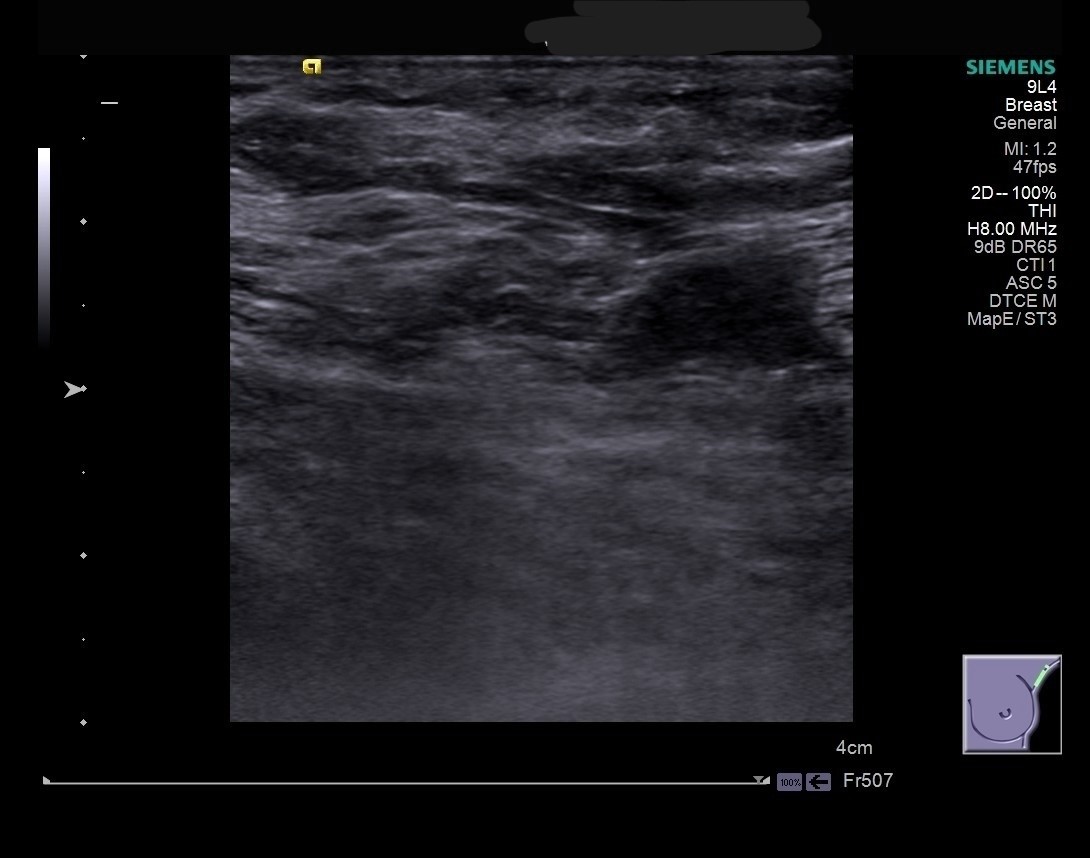 SIEMENS
9L4
Breast
General
MI: 1.2
47fps
2D--100%
THI
H8.00 MHz
9dB DR65
CTI 1
ASC 5
DTCE M
MapE / ST3
4cm
100%
Fr507